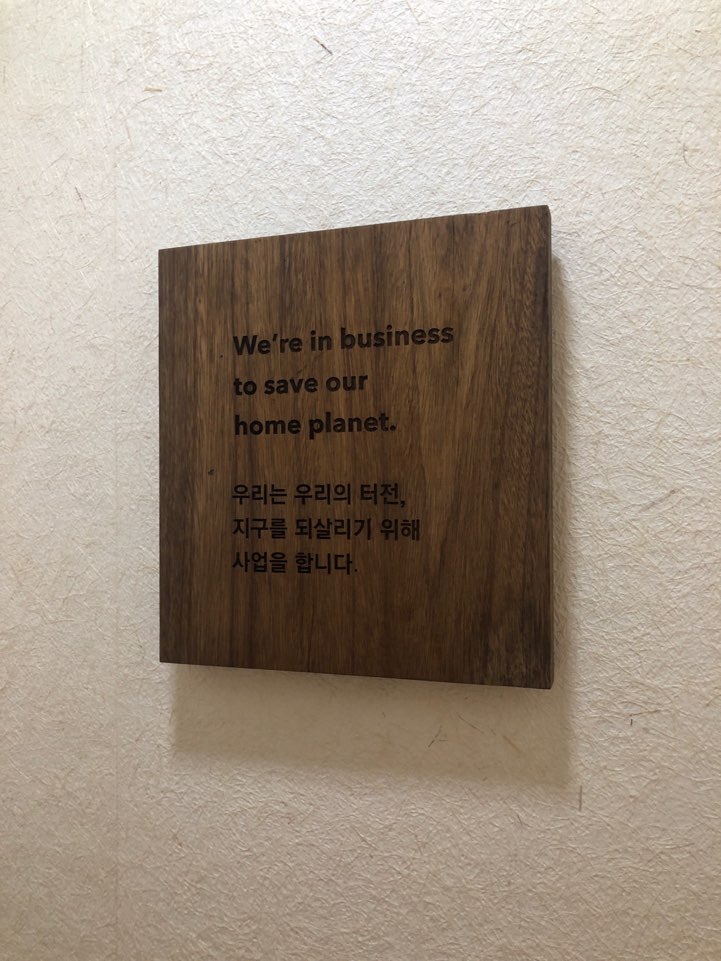 We're in business
to save our
home planet.
우리는 우리의 터전,
지구를 되살리기 위해
사업을 합니다.